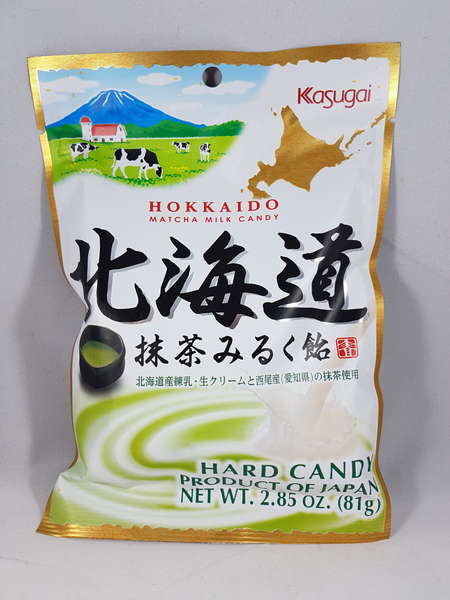 Kasugai
HOKKAIDO
MATCHA MILK CANDY
北海道
抹茶みるく飴
北海道産練乳・生クリームと西尾産(愛知県)の抹茶使用
HARD CANDY
PRODUCT OF JAPAN
NET WT. 2.85 OZ. (81g)